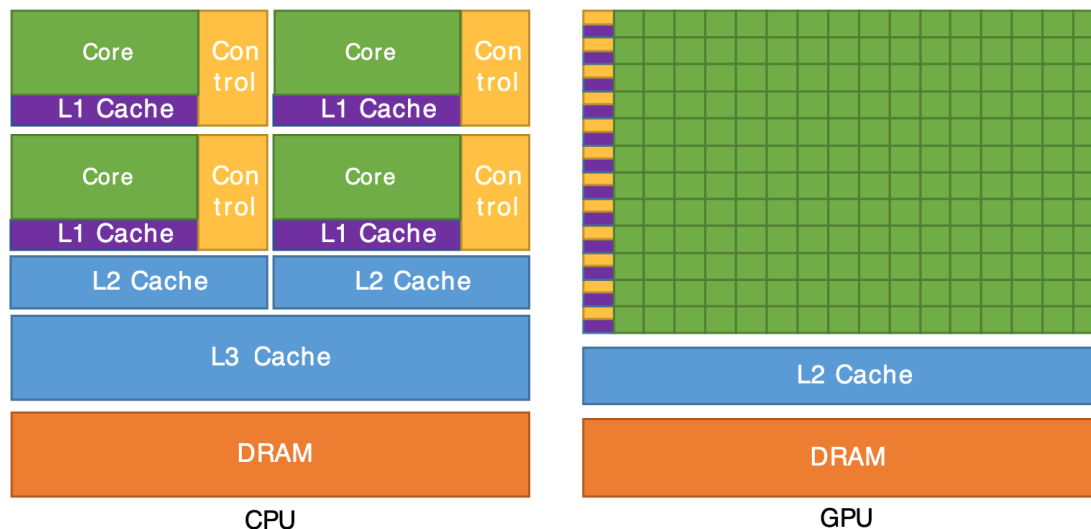 Core
Con
trol
Core
Con
trol
L1 Cache
L1 Cache
Core
Con
trol
Core
Con
trol
L1 Cache
L1 Cache
L2 Cache
L2 Cache
L3 Cache
DRAM
CPU
L2 Cache
DRAM
GPU